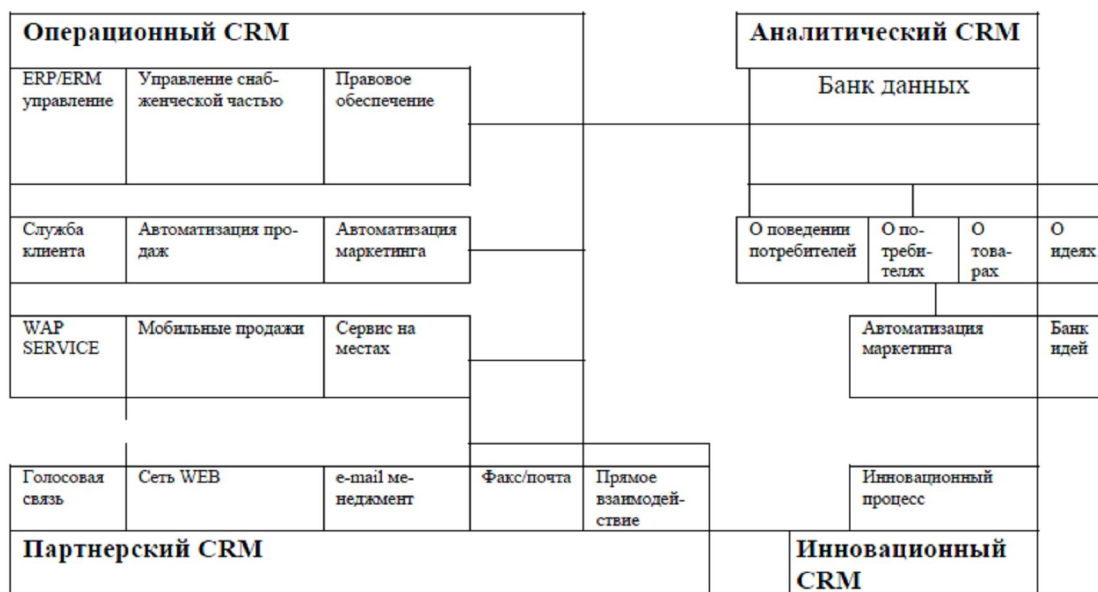 Операционный CRM
Аналитический CRM
ERP/ERM
управление
Управление снаб-
женческой частью
Правовое
обеспечение
Банк данных
Служба
клиента
Автоматизация про-
даж
Автоматизация
маркетинга
О поведении
потребителей
О по-
треби-
телях
О
това-
рах
О
идеях
WAP
SERVICE
Мобильные продажи
Сервис на
местах
Автоматизация
маркетинга
Банк
идей
Голосовая
связь
Сеть WEB
e-mail ме-
неджмент
Факс/почта
Прямое
взаимодей-
ствие
Инновационный
процесс
Партнерский CRM
Инновационный
CRM